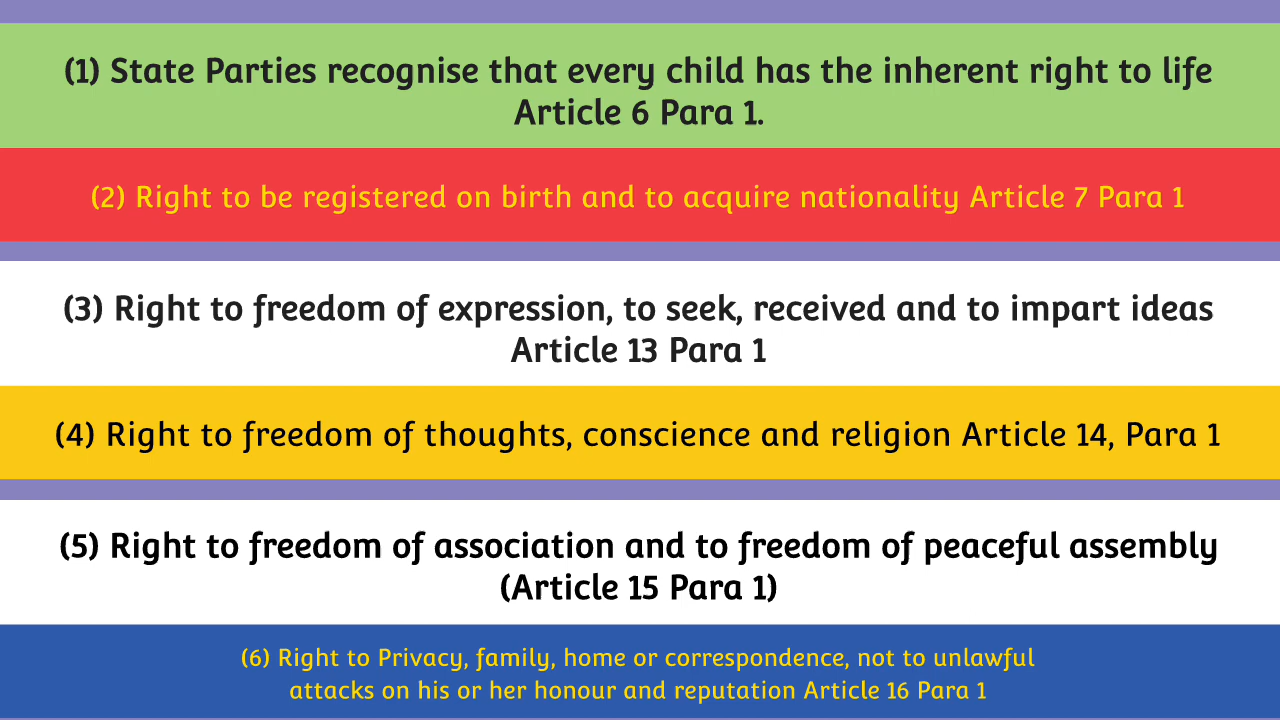 (1) State Parties recognise that every child has the inherent right to life
Article 6 Para 1.
(2) Right to be registered on birth and to acquire nationality Article 7 Para 1
(3) Right to freedom of expression, to seek, received and to impart ideas
Article 13 Para 1
(4) Right to freedom of thoughts, conscience and religion Article 14, Para 1
(5) Right to freedom of association and to freedom of peaceful assembly
(Article 15 Para 1)
(6) Right to Privacy, family, home or correspondence, not to unlawful
attacks on his or her honour and reputation Article 16 Para 1